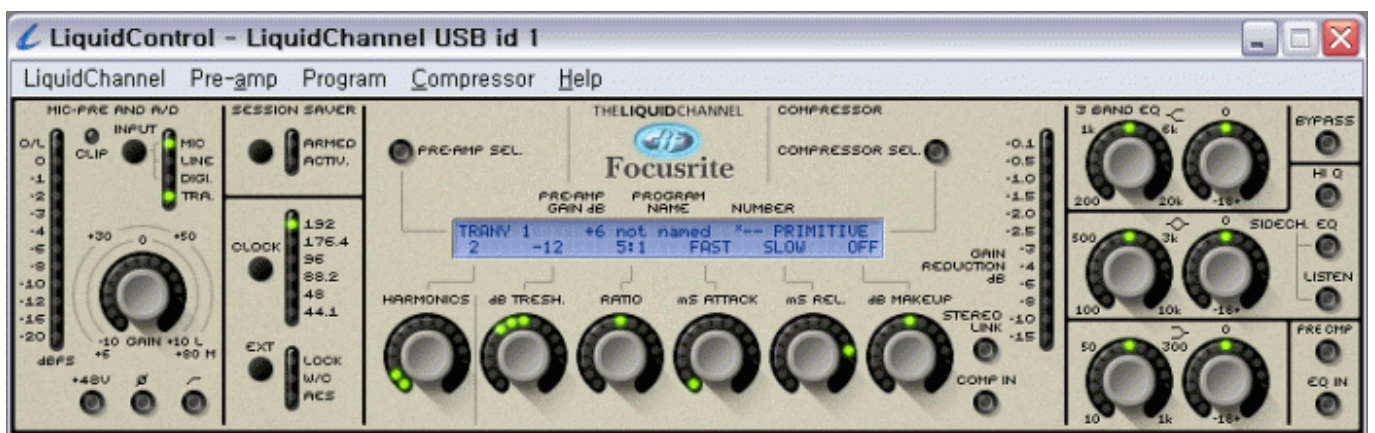 LiquidControl - LiquidChannel USB id 1
LiquidChannel Pre-amp Program Compressor Help
MIC-PRE AND A/D
O/L
0
-1
-2
-3
-4
-6
-8
-10
-12
-16
-20
dBFS
CLIP
INPUT
MIC
LINE
DIGI.
TRA.
+30 0 +50
-10 GAIN +10 L
+6 +80 M
+48V Ø
SESSION SAVER
ARMED
ACTIV.
CLOCK
192
176.4
96
88.2
48
44.1
EXT
LOCK
W/C
AES
PRE-AMP SEL.
THELIQUIDCHANNEL
Focusrite
COMPRESSOR
COMPRESSOR SEL.
PRE-AMP GAIN dB
PROGRAM NAME
NUMBER
TRANY 1 +6 not named *-- PRIMITIVE
2 -12 5:1 FAST SLOW OFF
HARMONICS
dB TRESH.
RATIO
mS ATTACK
mS REL.
dB MAKEUP
-0.1
-0.5
-1.0
-1.5
-2.0
-2.5
-3
-4
-6
-8
-10
-15
GAIN REDUCTION dB
STEREO LINK
COMP IN
3 BAND EQ
1k 6k
200 20k
0
-18+
500 3k
100 10k
0
-18+
50 300
10 1k
0
-18+
BYPASS
HI Q
SIDECH. EQ
LISTEN
PRE CMP
EQ IN